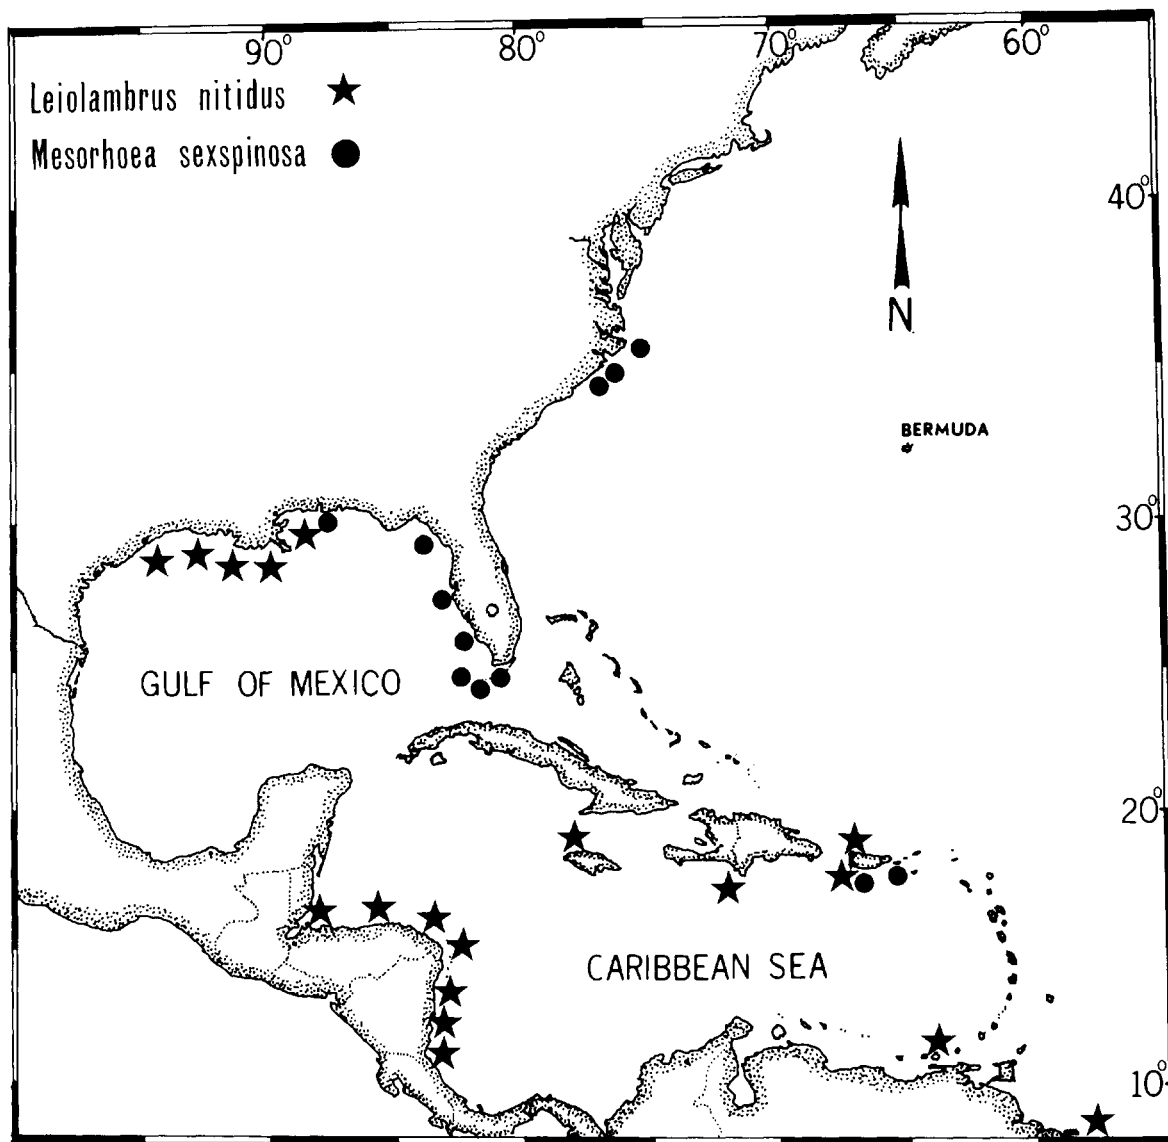 90° 80° 70° 60°
Leiolambrus nitidus
Mesorhoea sexspinosa
40°
N
BERMUDA
30°
GULF OF MEXICO
20°
CARIBBEAN SEA
10°